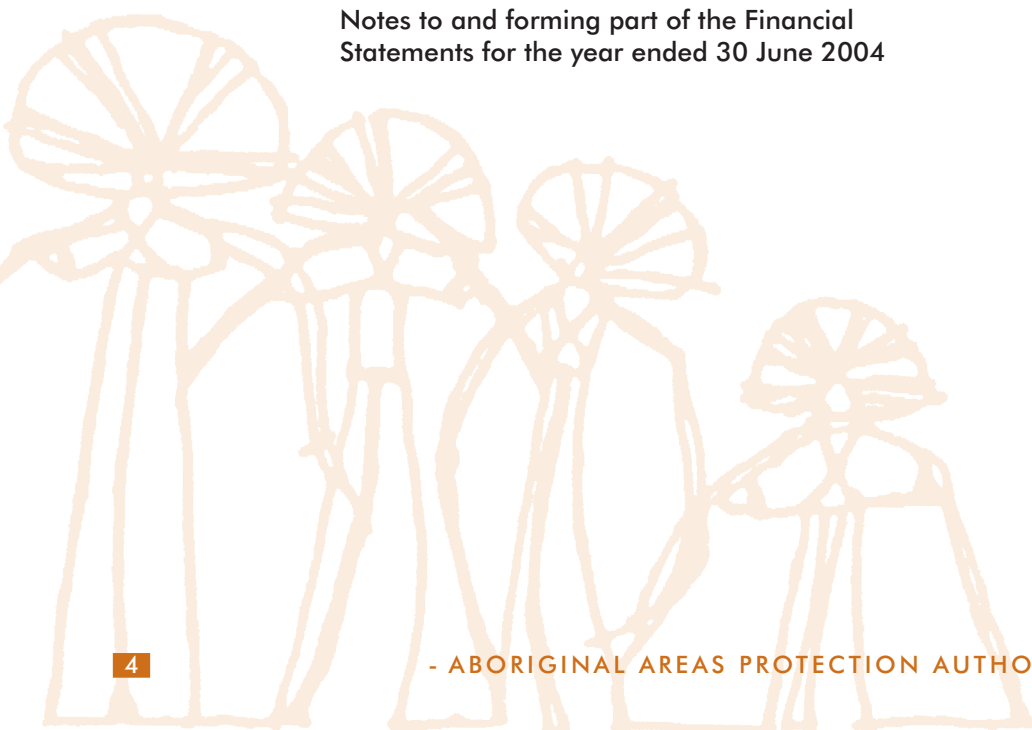 Notes to and forming part of the Financial
Statements for the year ended 30 June 2004
4
- ABORIGINAL AREAS PROTECTION AUTHO